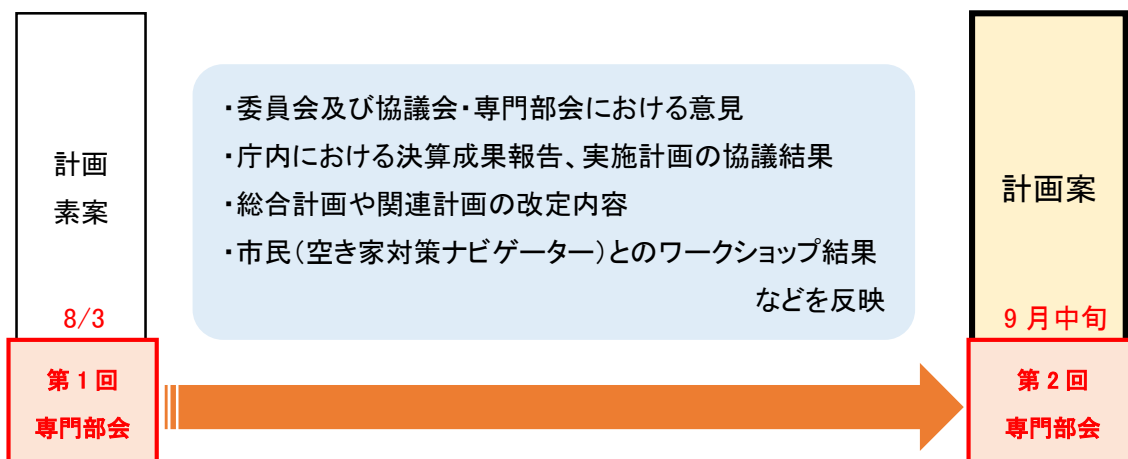 計画
素案
8/3
第１回
専門部会
・委員会及び協議会・専門部会における意見
・庁内における決算成果報告、実施計画の協議結果
・総合計画や関連計画の改定内容
・市民（空き家対策ナビゲーター）とのワークショップ結果
などを反映
計画案
9 月中旬
第２回
専門部会